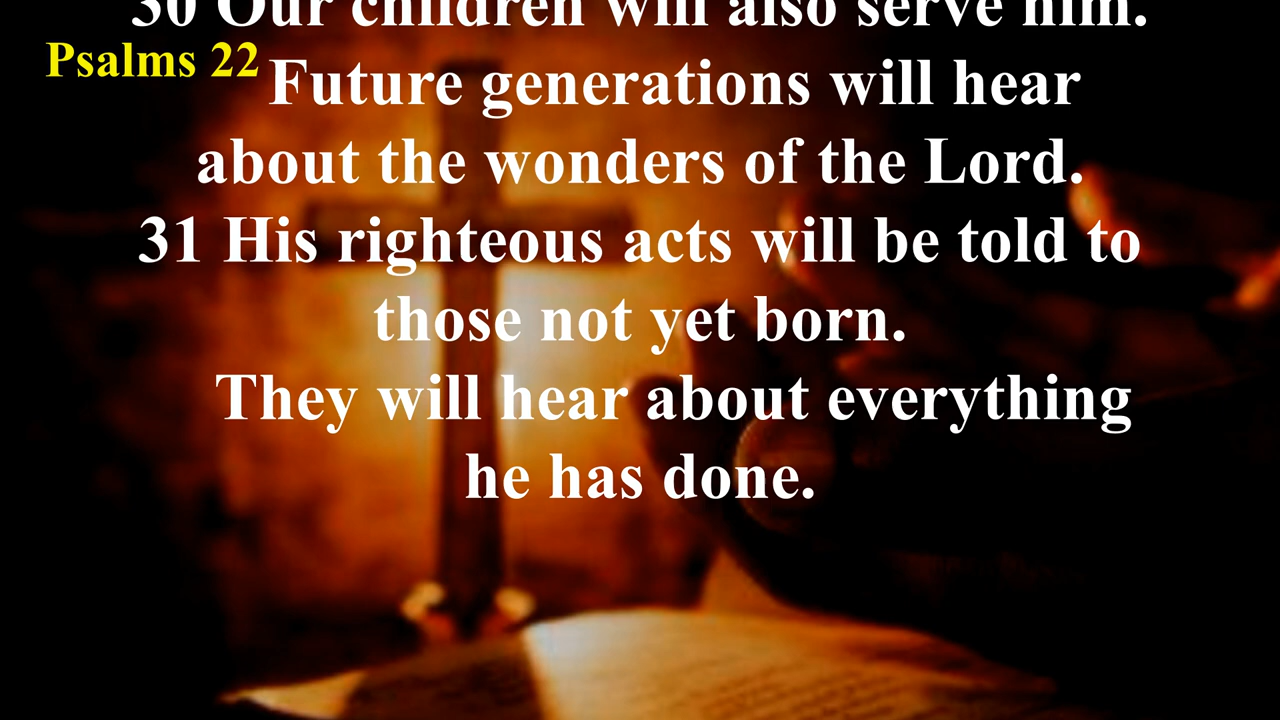 30 Our children will also serve him.
Psalms 22
Future generations will hear
about the wonders of the Lord.
31 His righteous acts will be told to
those not yet born.
They will hear about everything
he has done.